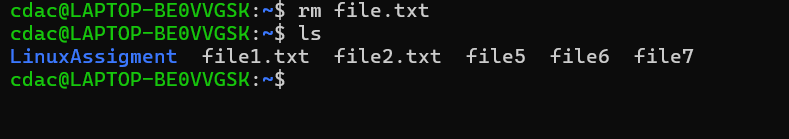 cdac@LAPTOP-BE0VVGSK:~$ rm file.txt
cdac@LAPTOP-BE0VVGSK:~$ ls
LinuxAssigment  file1.txt  file2.txt  file5  file6  file7
cdac@LAPTOP-BE0VVGSK:~$